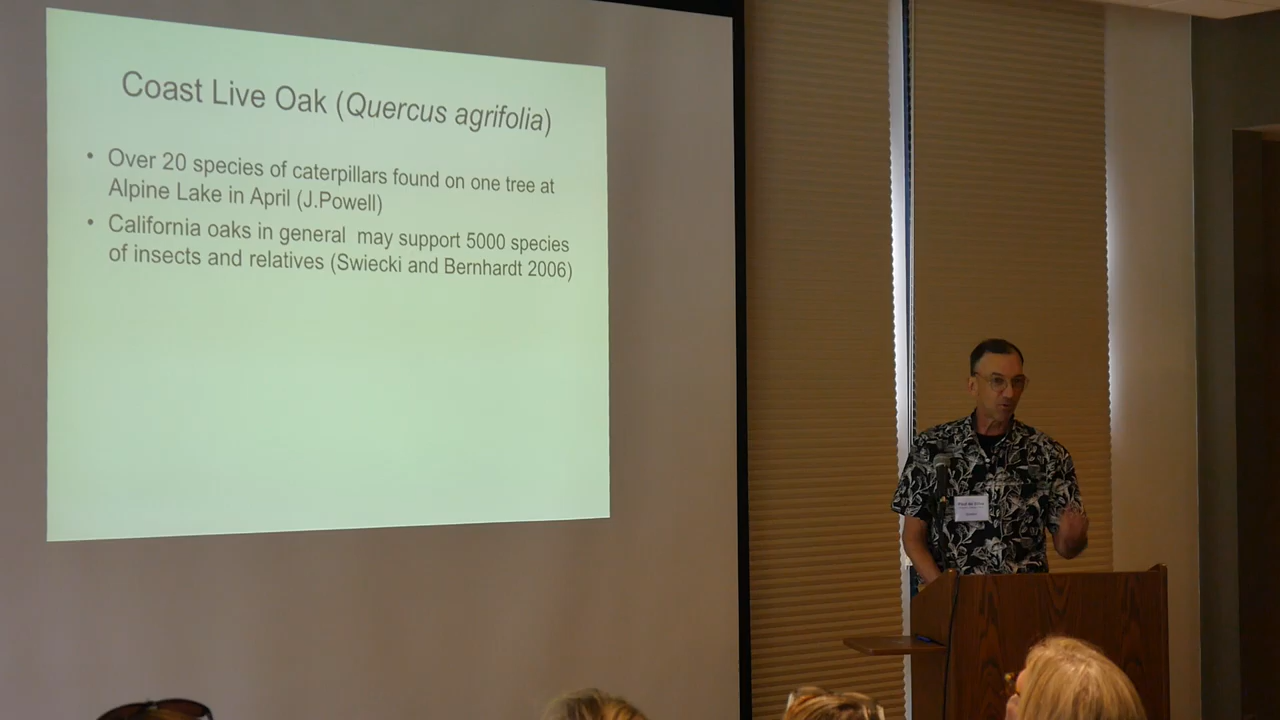 Coast Live Oak (Quercus agrifolia)
• Over 20 species of caterpillars found on one tree at
Alpine Lake in April (J.Powell)
• California oaks in general  may support 5000 species
of insects and relatives (Swiecki and Bernhardt 2006)